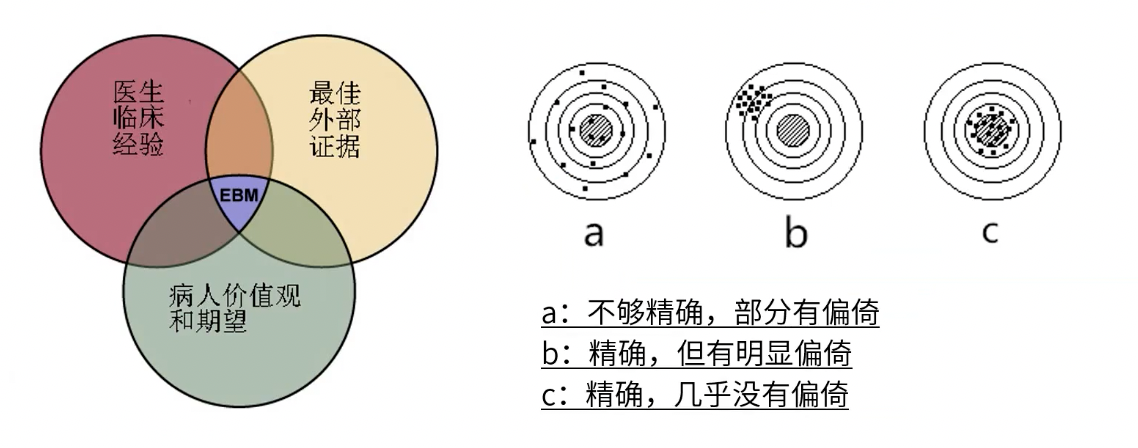 医生
临床
经验
最佳
外部
证据
EBM
病人价值观
和期望
a
b
c
a：不够精确，部分有偏倚
b：精确，但有明显偏倚
c：精确，几乎没有偏倚